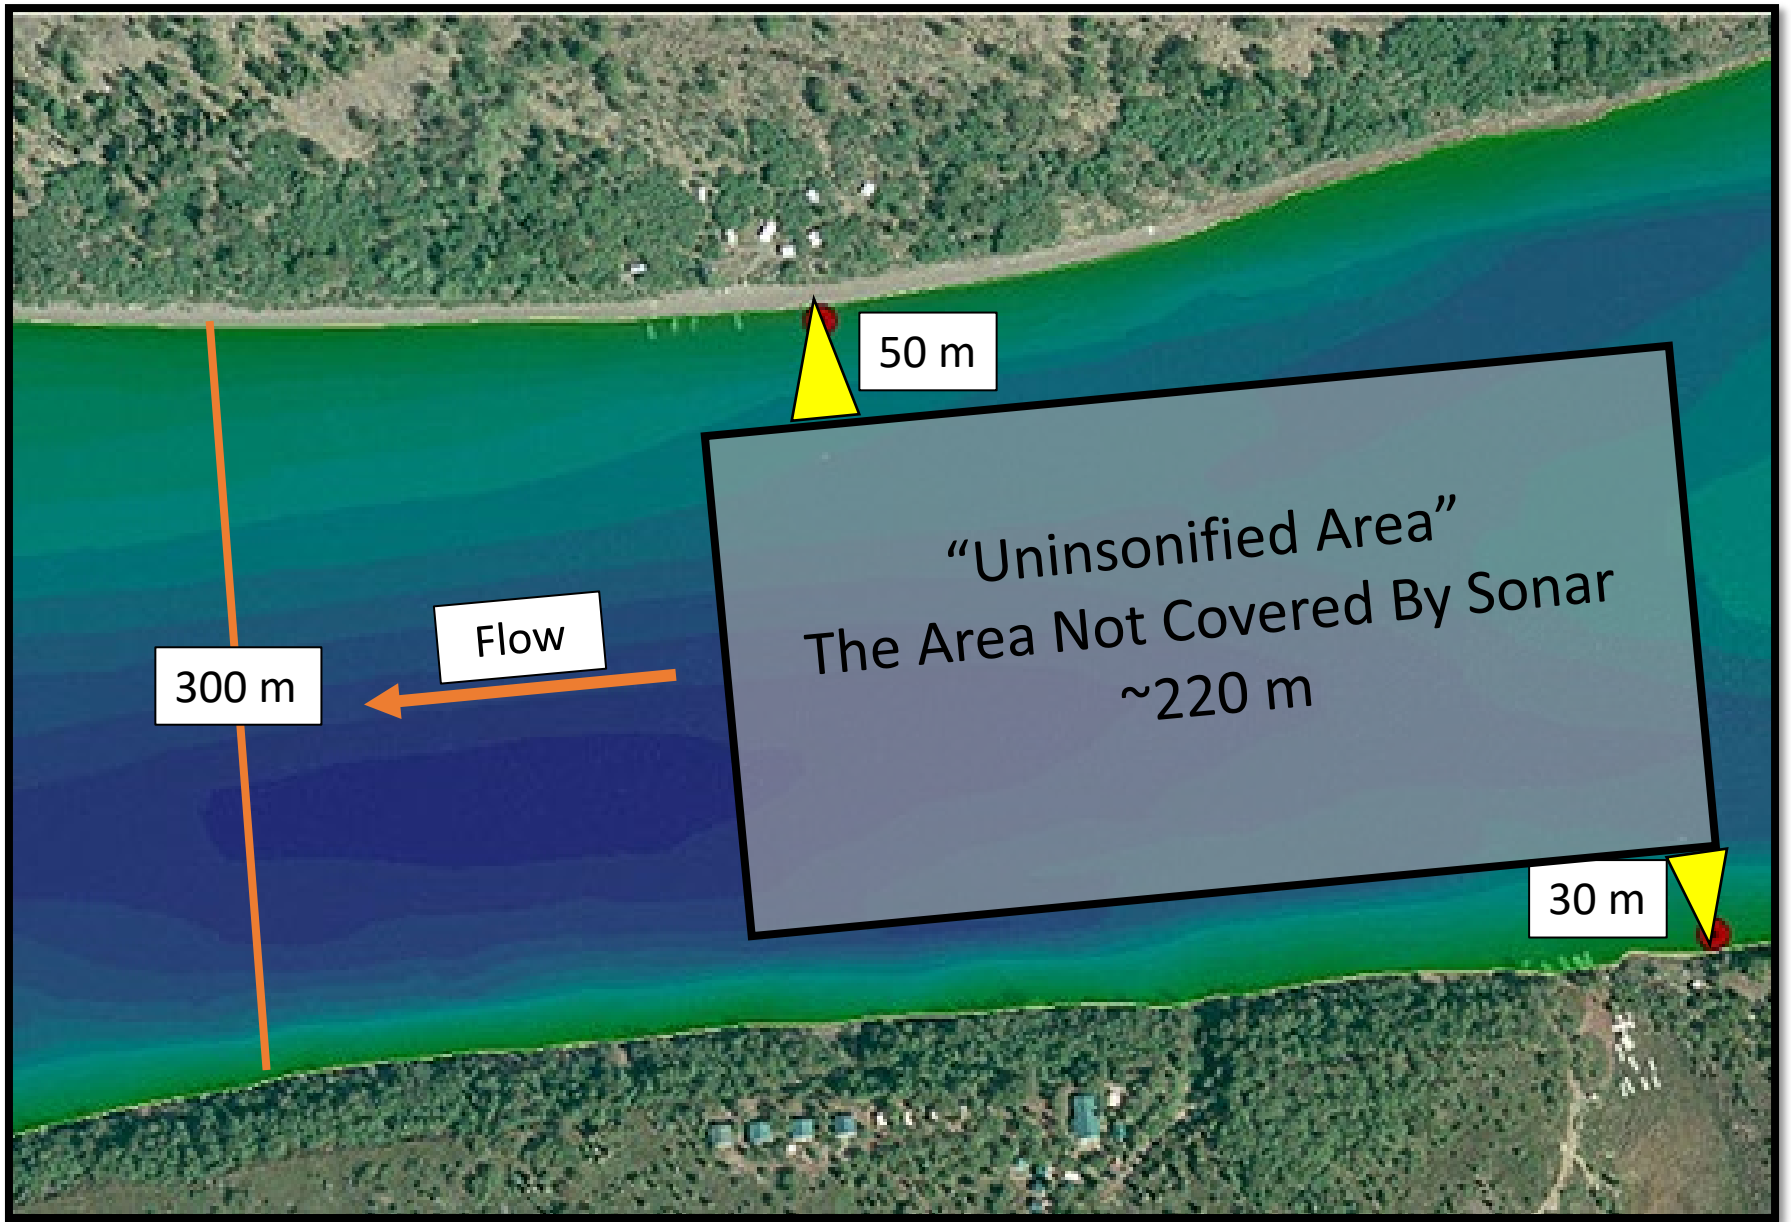 50 m
“Uninsonified Area”
The Area Not Covered By Sonar
~220 m
Flow
300 m
30 m